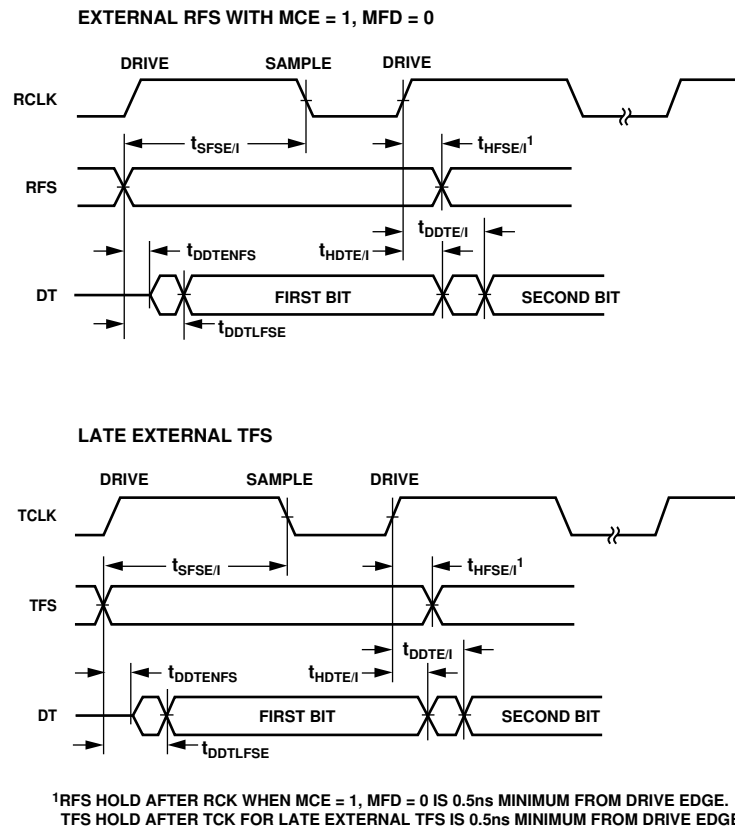 EXTERNAL RFS WITH MCE = 1, MFD = 0
DRIVE SAMPLE DRIVE
RCLK
tSFSE/I tHFSE/I1
RFS
tDDTE/I
tDDTENFS tHDTE/I
DT FIRST BIT SECOND BIT
tDDTLFSE
LATE EXTERNAL TFS
DRIVE SAMPLE DRIVE
TCLK
tSFSE/I tHFSE/I1
TFS
tDDTE/I
tDDTENFS tHDTE/I
DT FIRST BIT SECOND BIT
tDDTLFSE
1RFS HOLD AFTER RCK WHEN MCE = 1, MFD = 0 IS 0.5ns MINIMUM FROM DRIVE EDGE.
TFS HOLD AFTER TCK FOR LATE EXTERNAL TFS IS 0.5ns MINIMUM FROM DRIVE EDGE